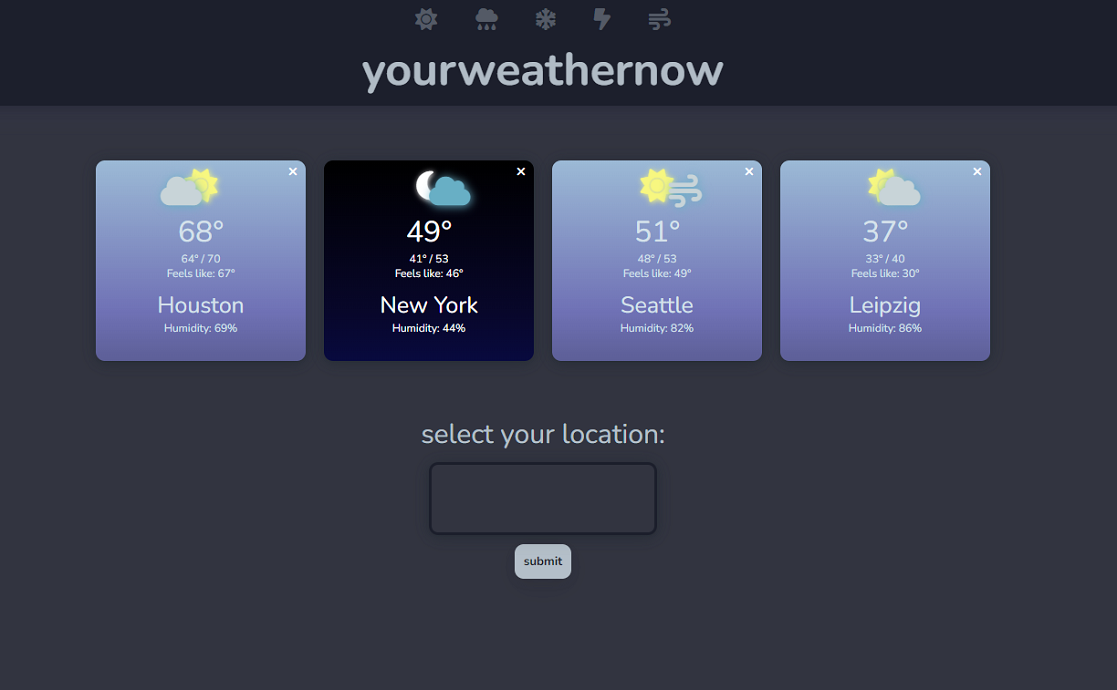 yourweathernow
×
68°
64° / 70
Feels like: 67°
Houston
Humidity: 69%
×
49°
41° / 53
Feels like: 46°
New York
Humidity: 44%
×
51°
48° / 53
Feels like: 49°
Seattle
Humidity: 82%
×
37°
33° / 40
Feels like: 30°
Leipzig
Humidity: 86%
select your location:
submit